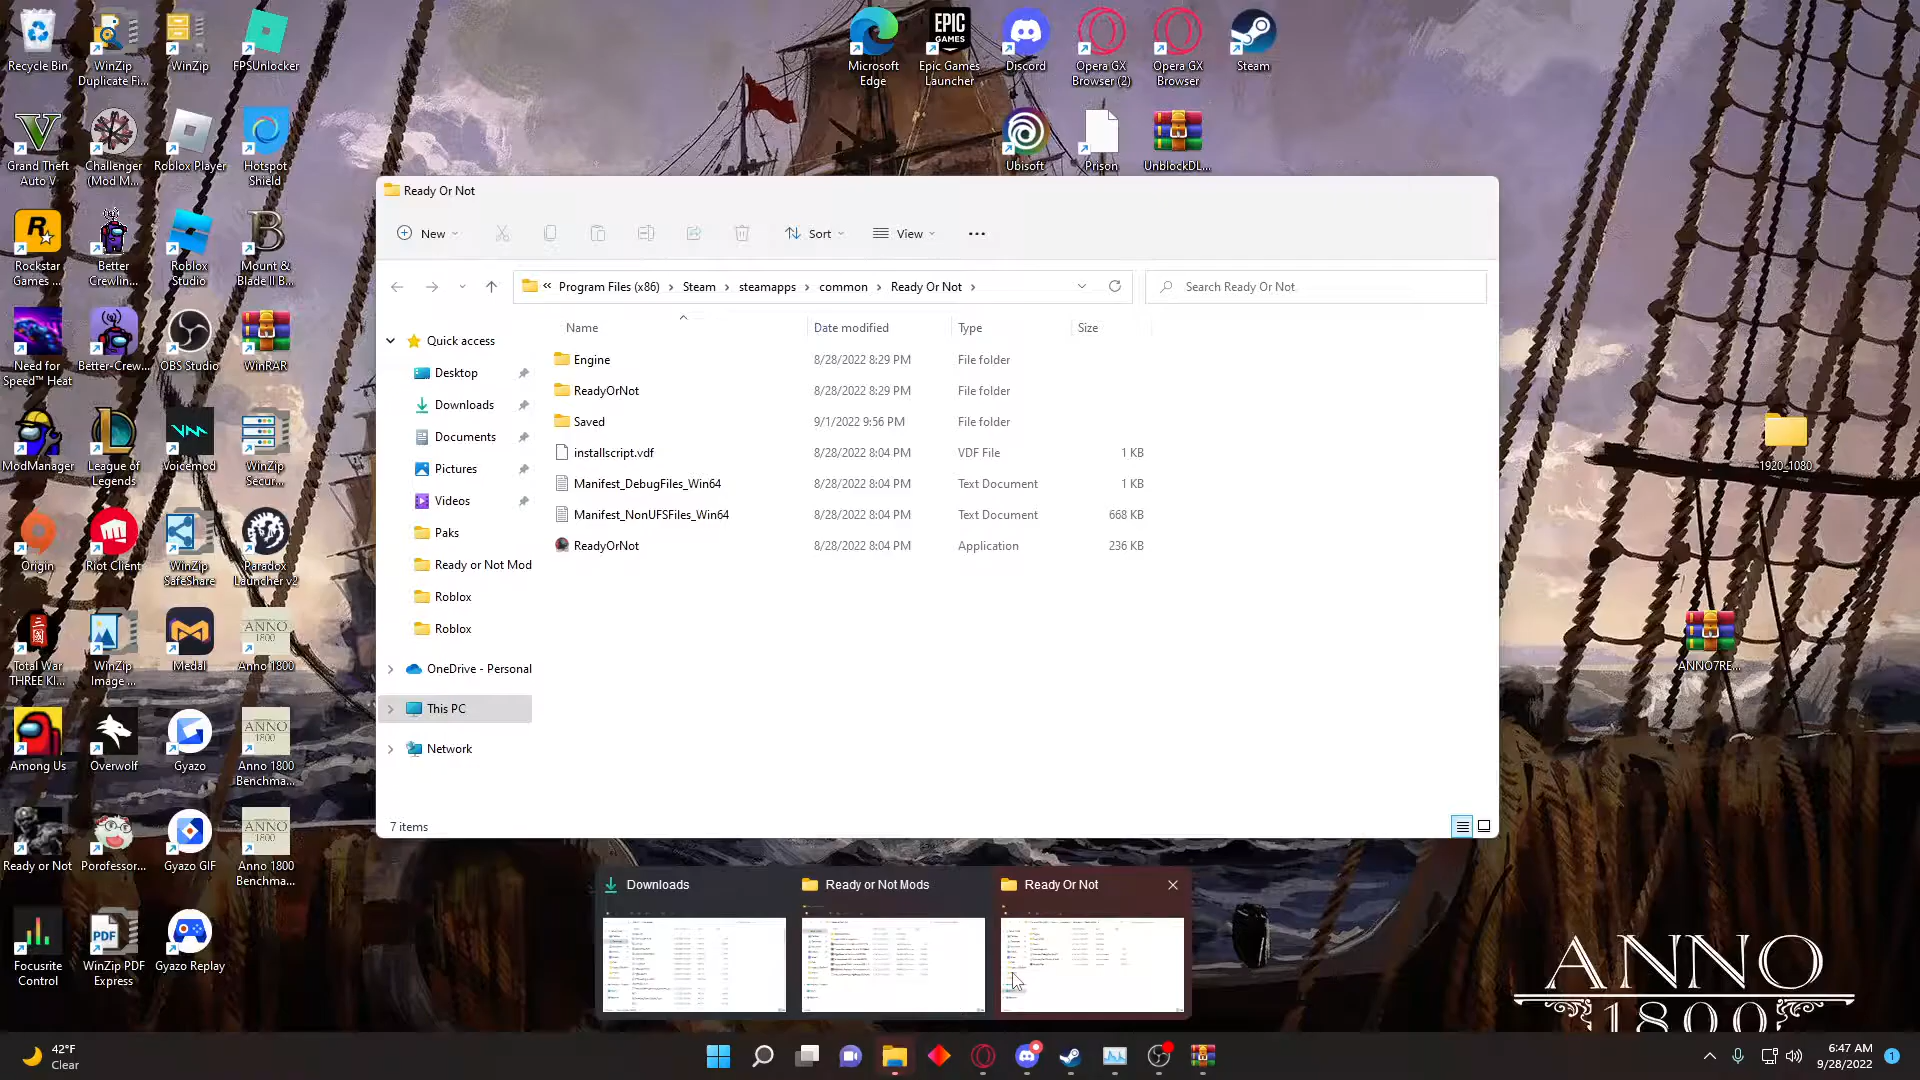 Recycle Bin
WinZip
Duplicate Fi...
WinZip
FPSUnlocker
Microsoft
Edge
EPIC
GAMES
Epic Games
Launcher
Discord
Opera GX
Browser (2)
Opera GX
Browser
Steam
Grand Theft
Auto V
Challenger
(Mod M...
Roblox Player
Hotspot
Shield
Ubisoft
Prison
UnblockDL...
Rockstar
Games ...
Better
Crewlin...
Roblox
Studio
Mount &
Blade II B...
Need for
Speed™ Heat
Better-Crew...
OBS Studio
WinRAR
ModManager
League of
Legends
Voicemod
WinZip
Secur...
Origin
Riot Client
WinZip
SafeShare
Paradox
Launcher v2
Total War
THREE KI...
WinZip
Image ...
Medal
ANNO
1800
Anno 1800
Among Us
Overwolf
Gyazo
ANNO
1800
Anno 1800
Benchma...
Ready or Not
Porofessor...
Gyazo GIF
ANNO
1800
Anno 1800
Benchma...
Focusrite
Control
PDF
WinZip PDF
Express
Gyazo Replay
1920_1080
ANNO7RE...
Ready Or Not
New
Sort
View
Program Files (x86) > Steam > steamapps > common > Ready Or Not >
Search Ready Or Not
Name
Date modified
Type
Size
Quick access
Desktop
Downloads
Documents
Pictures
Videos
Paks
Ready or Not Mod
Roblox
Roblox
OneDrive - Personal
This PC
Network
Engine 8/28/2022 8:29 PM File folder
ReadyOrNot 8/28/2022 8:29 PM File folder
Saved 9/1/2022 9:56 PM File folder
installscript.vdf 8/28/2022 8:04 PM VDF File 1 KB
Manifest_DebugFiles_Win64 8/28/2022 8:04 PM Text Document 1 KB
Manifest_NonUFSFiles_Win64 8/28/2022 8:04 PM Text Document 668 KB
ReadyOrNot 8/28/2022 8:04 PM Application 236 KB
7 items
Downloads
Ready or Not Mods
Ready Or Not
ANNO
1800
42°F
Clear
6:47 AM
9/28/2022
1